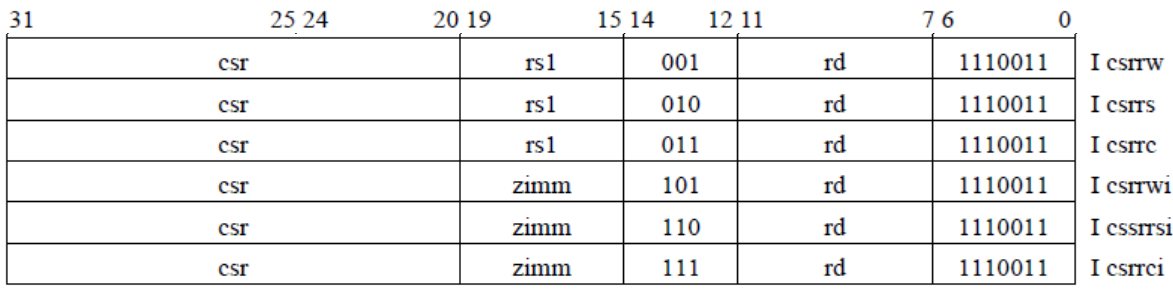 31 25 24 20 19 15 14 12 11 7 6 0
csr rs1 001 rd 1110011 I csrrw
csr rs1 010 rd 1110011 I csrrs
csr rs1 011 rd 1110011 I csrrc
csr zimm 101 rd 1110011 I csrrwi
csr zimm 110 rd 1110011 I cssrrsi
csr zimm 111 rd 1110011 I csrrci